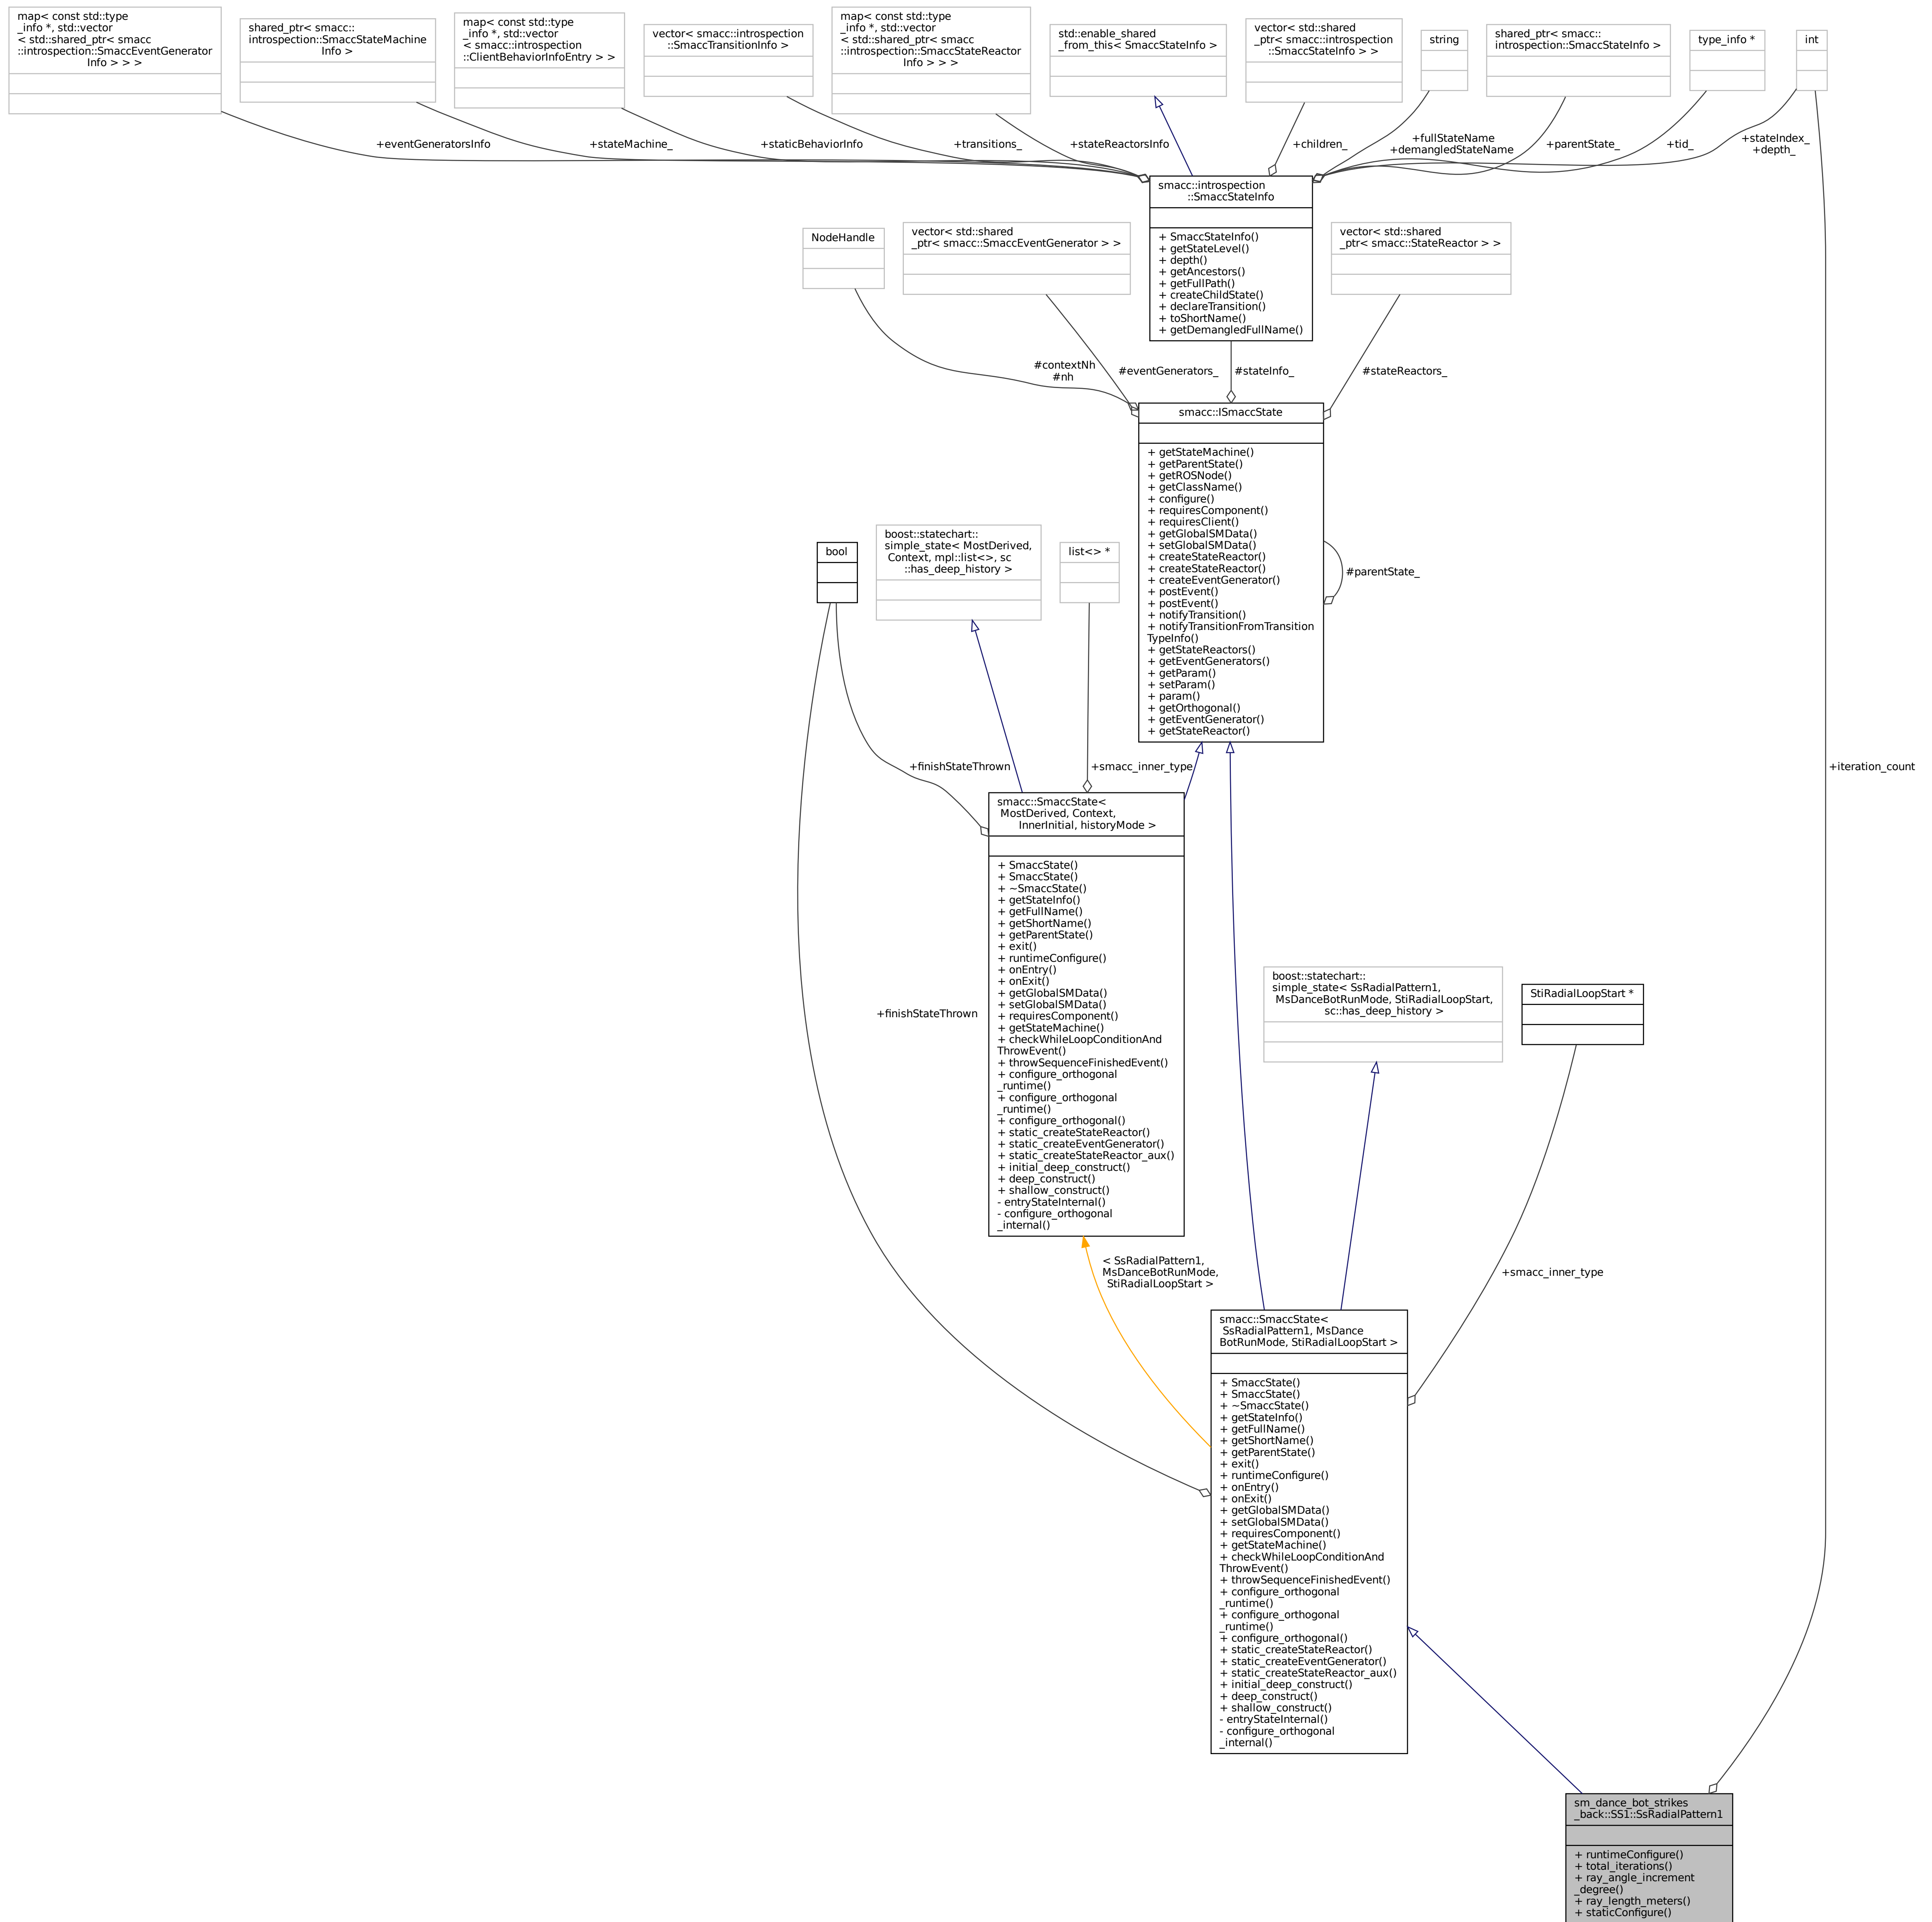 map< const std::type
_info *, std::vector
< std::shared_ptr< smacc
::introspection::SmaccEventGenerator
Info > > >
shared_ptr< smacc::
introspection::SmaccStateMachine
Info >
map< const std::type
_info *, std::vector
< smacc::introspection
::ClientBehaviorInfoEntry > >
vector< smacc::introspection
::SmaccTransitionInfo >
map< const std::type
_info *, std::vector
< std::shared_ptr< smacc
::introspection::SmaccStateReactor
Info > > >
std::enable_shared
_from_this< SmaccStateInfo >
vector< std::shared
_ptr< smacc::introspection
::SmaccStateInfo > >
string
shared_ptr< smacc::
introspection::SmaccStateInfo >
type_info *
int
+eventGeneratorsInfo
+stateMachine_
+staticBehaviorInfo
+transitions_
+stateReactorsInfo
+children_
+fullStateName
+demangledStateName
+parentState_
+tid_
+stateIndex_
+depth_
smacc::introspection
::SmaccStateInfo
+ SmaccStateInfo()
+ getStateLevel()
+ depth()
+ getAncestors()
+ getFullPath()
+ createChildState()
+ declareTransition()
+ toShortName()
+ getDemangledFullName()
NodeHandle
vector< std::shared
_ptr< smacc::SmaccEventGenerator > >
vector< std::shared
_ptr< smacc::StateReactor > >
#contextNh
#nh
#eventGenerators_
#stateInfo_
#stateReactors_
smacc::ISmaccState
+ getStateMachine()
+ getParentState()
+ getROSNode()
+ getClassName()
+ configure()
+ requiresComponent()
+ requiresClient()
+ getGlobalSMData()
+ setGlobalSMData()
+ createStateReactor()
+ createStateReactor()
+ createEventGenerator()
+ postEvent()
+ postEvent()
+ notifyTransition()
+ notifyTransitionFromTransition
TypeInfo()
+ getStateReactors()
+ getEventGenerators()
+ getParam()
+ setParam()
+ param()
+ getOrthogonal()
+ getEventGenerator()
+ getStateReactor()
#parentState_
bool
boost::statechart::
simple_state< MostDerived,
Context, mpl::list<>, sc
::has_deep_history >
list<> *
+finishStateThrown
+smacc_inner_type
+iteration_count
smacc::SmaccState<
MostDerived, Context,
InnerInitial, historyMode >
+ SmaccState()
+ SmaccState()
+ ~SmaccState()
+ getStateInfo()
+ getFullName()
+ getShortName()
+ getParentState()
+ exit()
+ runtimeConfigure()
+ onEntry()
+ onExit()
+ getGlobalSMData()
+ setGlobalSMData()
+ requiresComponent()
+ getStateMachine()
+ checkWhileLoopConditionAnd
ThrowEvent()
+ throwSequenceFinishedEvent()
+ configure_orthogonal
_runtime()
+ configure_orthogonal
_runtime()
+ configure_orthogonal()
+ static_createStateReactor()
+ static_createEventGenerator()
+ static_createStateReactor_aux()
+ initial_deep_construct()
+ deep_construct()
+ shallow_construct()
- entryStateInternal()
- configure_orthogonal
_internal()
+finishStateThrown
boost::statechart::
simple_state< SsRadialPattern1,
MsDanceBotRunMode, StiRadialLoopStart,
sc::has_deep_history >
StiRadialLoopStart *
< SsRadialPattern1,
MsDanceBotRunMode,
StiRadialLoopStart >
+smacc_inner_type
smacc::SmaccState<
SsRadialPattern1, MsDance
BotRunMode, StiRadialLoopStart >
+ SmaccState()
+ SmaccState()
+ ~SmaccState()
+ getStateInfo()
+ getFullName()
+ getShortName()
+ getParentState()
+ exit()
+ runtimeConfigure()
+ onEntry()
+ onExit()
+ getGlobalSMData()
+ setGlobalSMData()
+ requiresComponent()
+ getStateMachine()
+ checkWhileLoopConditionAnd
ThrowEvent()
+ throwSequenceFinishedEvent()
+ configure_orthogonal
_runtime()
+ configure_orthogonal
_runtime()
+ configure_orthogonal()
+ static_createStateReactor()
+ static_createEventGenerator()
+ static_createStateReactor_aux()
+ initial_deep_construct()
+ deep_construct()
+ shallow_construct()
- entryStateInternal()
- configure_orthogonal
_internal()
sm_dance_bot_strikes
_back::SS1::SsRadialPattern1
+ runtimeConfigure()
+ total_iterations()
+ ray_angle_increment
_degree()
+ ray_length_meters()
+ staticConfigure()